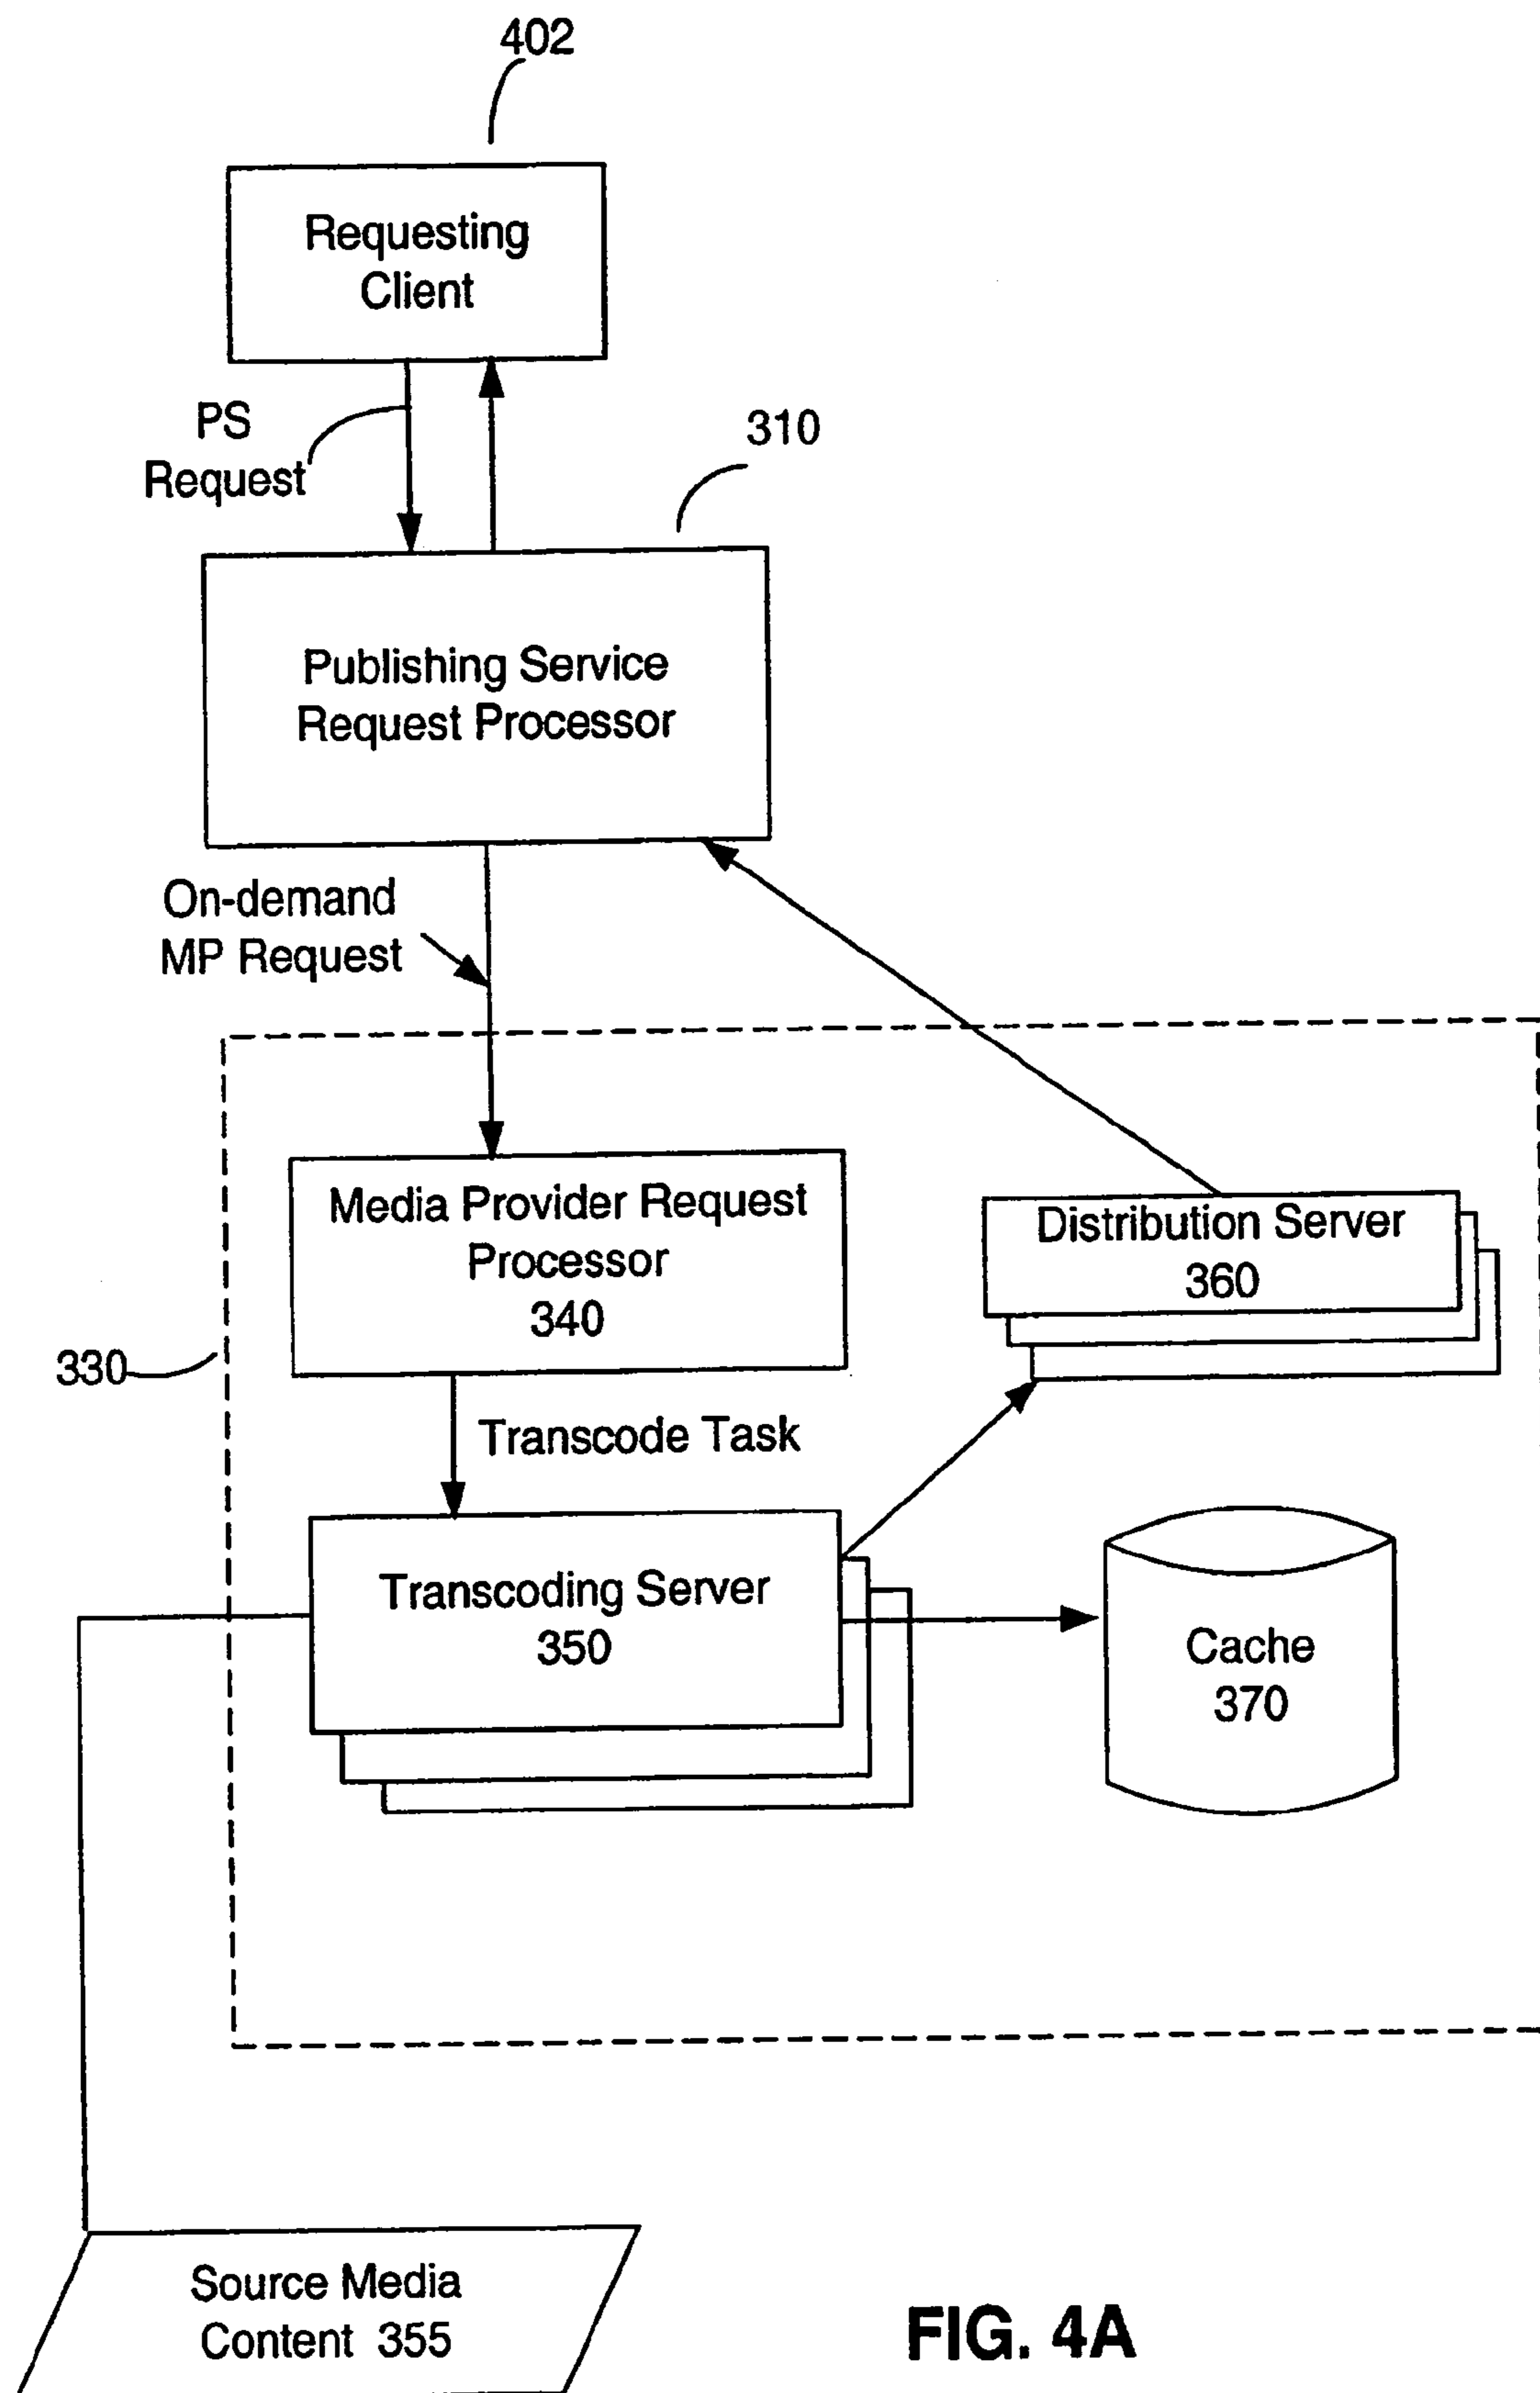 402
Requesting
Client
PS
Request
310
Publishing Service
Request Processor
On-demand
MP Request
Media Provider Request
Processor
340
Distribution Server
360
330
Transcode Task
Transcoding Server
350
Cache
370
Source Media
Content 355
FIG. 4A